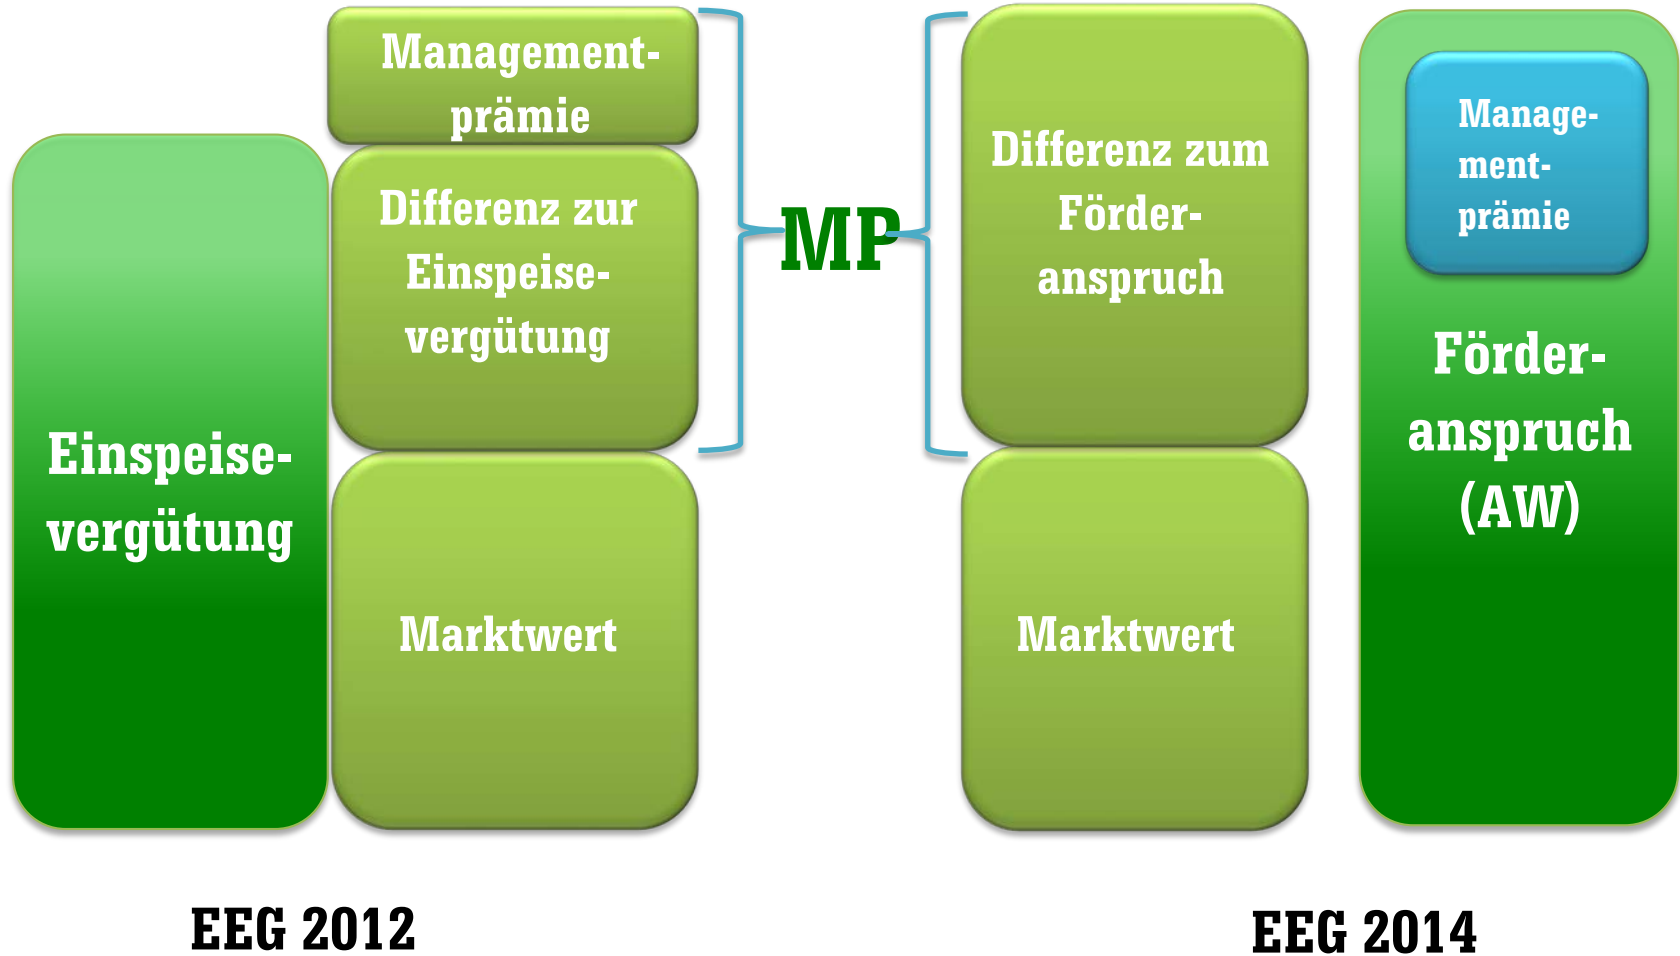 Management-
prämie
Differenz zur
Einspeise-
vergütung
Einspeise-
vergütung
Marktwert
MP
Differenz zum
Förder-
anspruch
Marktwert
Manage-
ment-
prämie
Förder-
anspruch
(AW)
EEG 2012
EEG 2014